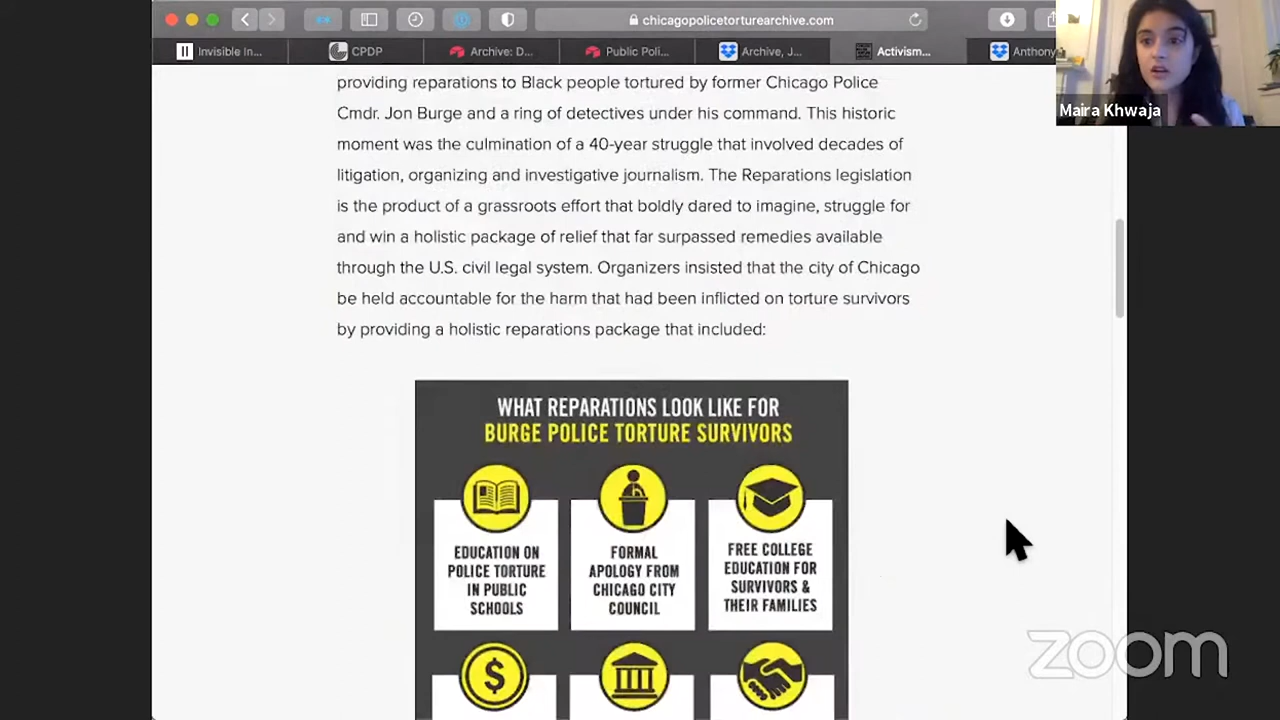 chicagopolicetorturearchive.com
Invisible In...
CPDP
Archive: D...
Public Poli...
Archive, J...
Activism...
Anthony
Maira Khwaja
providing reparations to Black people tortured by former Chicago Police
Cmdr. Jon Burge and a ring of detectives under his command. This historic
moment was the culmination of a 40-year struggle that involved decades of
litigation, organizing and investigative journalism. The Reparations legislation
is the product of a grassroots effort that boldly dared to imagine, struggle for
and win a holistic package of relief that far surpassed remedies available
through the U.S. civil legal system. Organizers insisted that the city of Chicago
be held accountable for the harm that had been inflicted on torture survivors
by providing a holistic reparations package that included:
WHAT REPARATIONS LOOK LIKE FOR
BURGE POLICE TORTURE SURVIVORS
EDUCATION ON
POLICE TORTURE
IN PUBLIC
SCHOOLS
FORMAL
APOLOGY FROM
CHICAGO CITY
COUNCIL
FREE COLLEGE
EDUCATION FOR
SURVIVORS &
THEIR FAMILIES
$
zoom